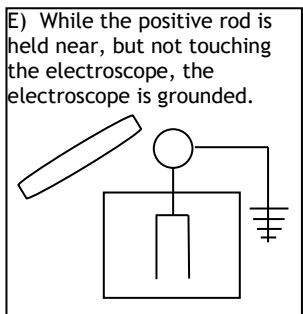 E) While the positive rod is
held near, but not touching
the electroscope, the
electroscope is grounded.